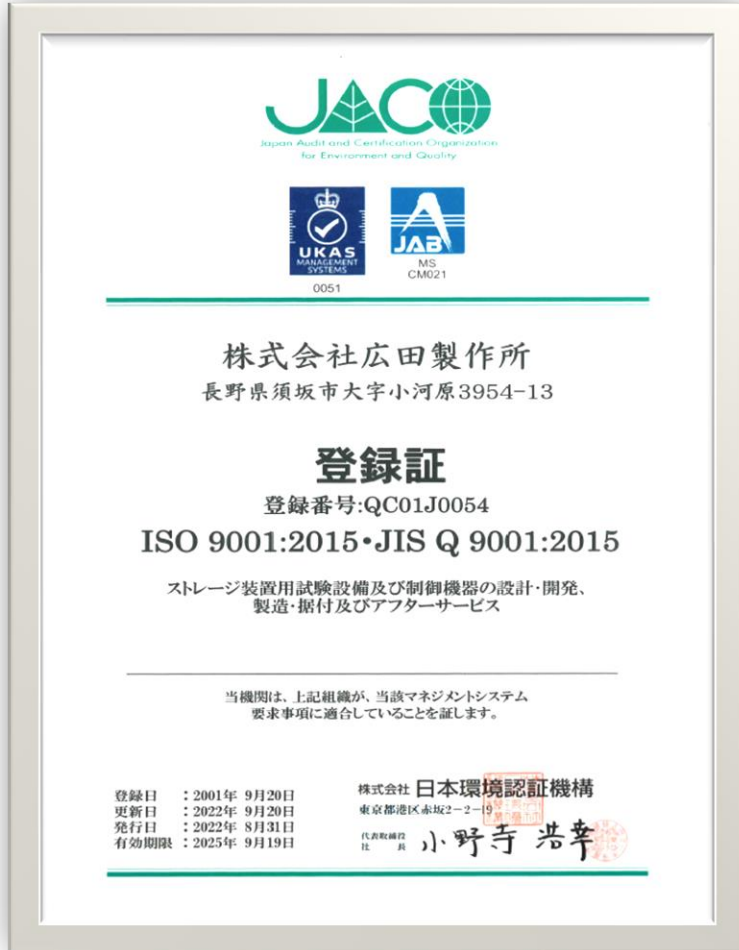 JACO
Japan Audit and Certification Organization
for Environment and Quality
UKAS
MANAGEMENT
SYSTEMS
0051
JAB
MS
CM021
株式会社広田製作所
長野県須坂市大字小河原3954-13
登録証
登録番号:QC01J0054
ISO 9001:2015・JIS Q 9001:2015
ストレージ装置用試験設備及び制御機器の設計・開発、
製造・据付及びアフターサービス
当機関は、上記組織が、当該マネジメントシステム
要求事項に適合していることを証します。
登録日 :2001年 9月20日
更新日 :2022年 9月20日
発行日 :2022年 8月31日
有効期限 :2025年 9月19日
株式会社 日本環境認証機構
東京都港区赤坂2-2-19
代表取締役
社 長 小野寺 浩幸